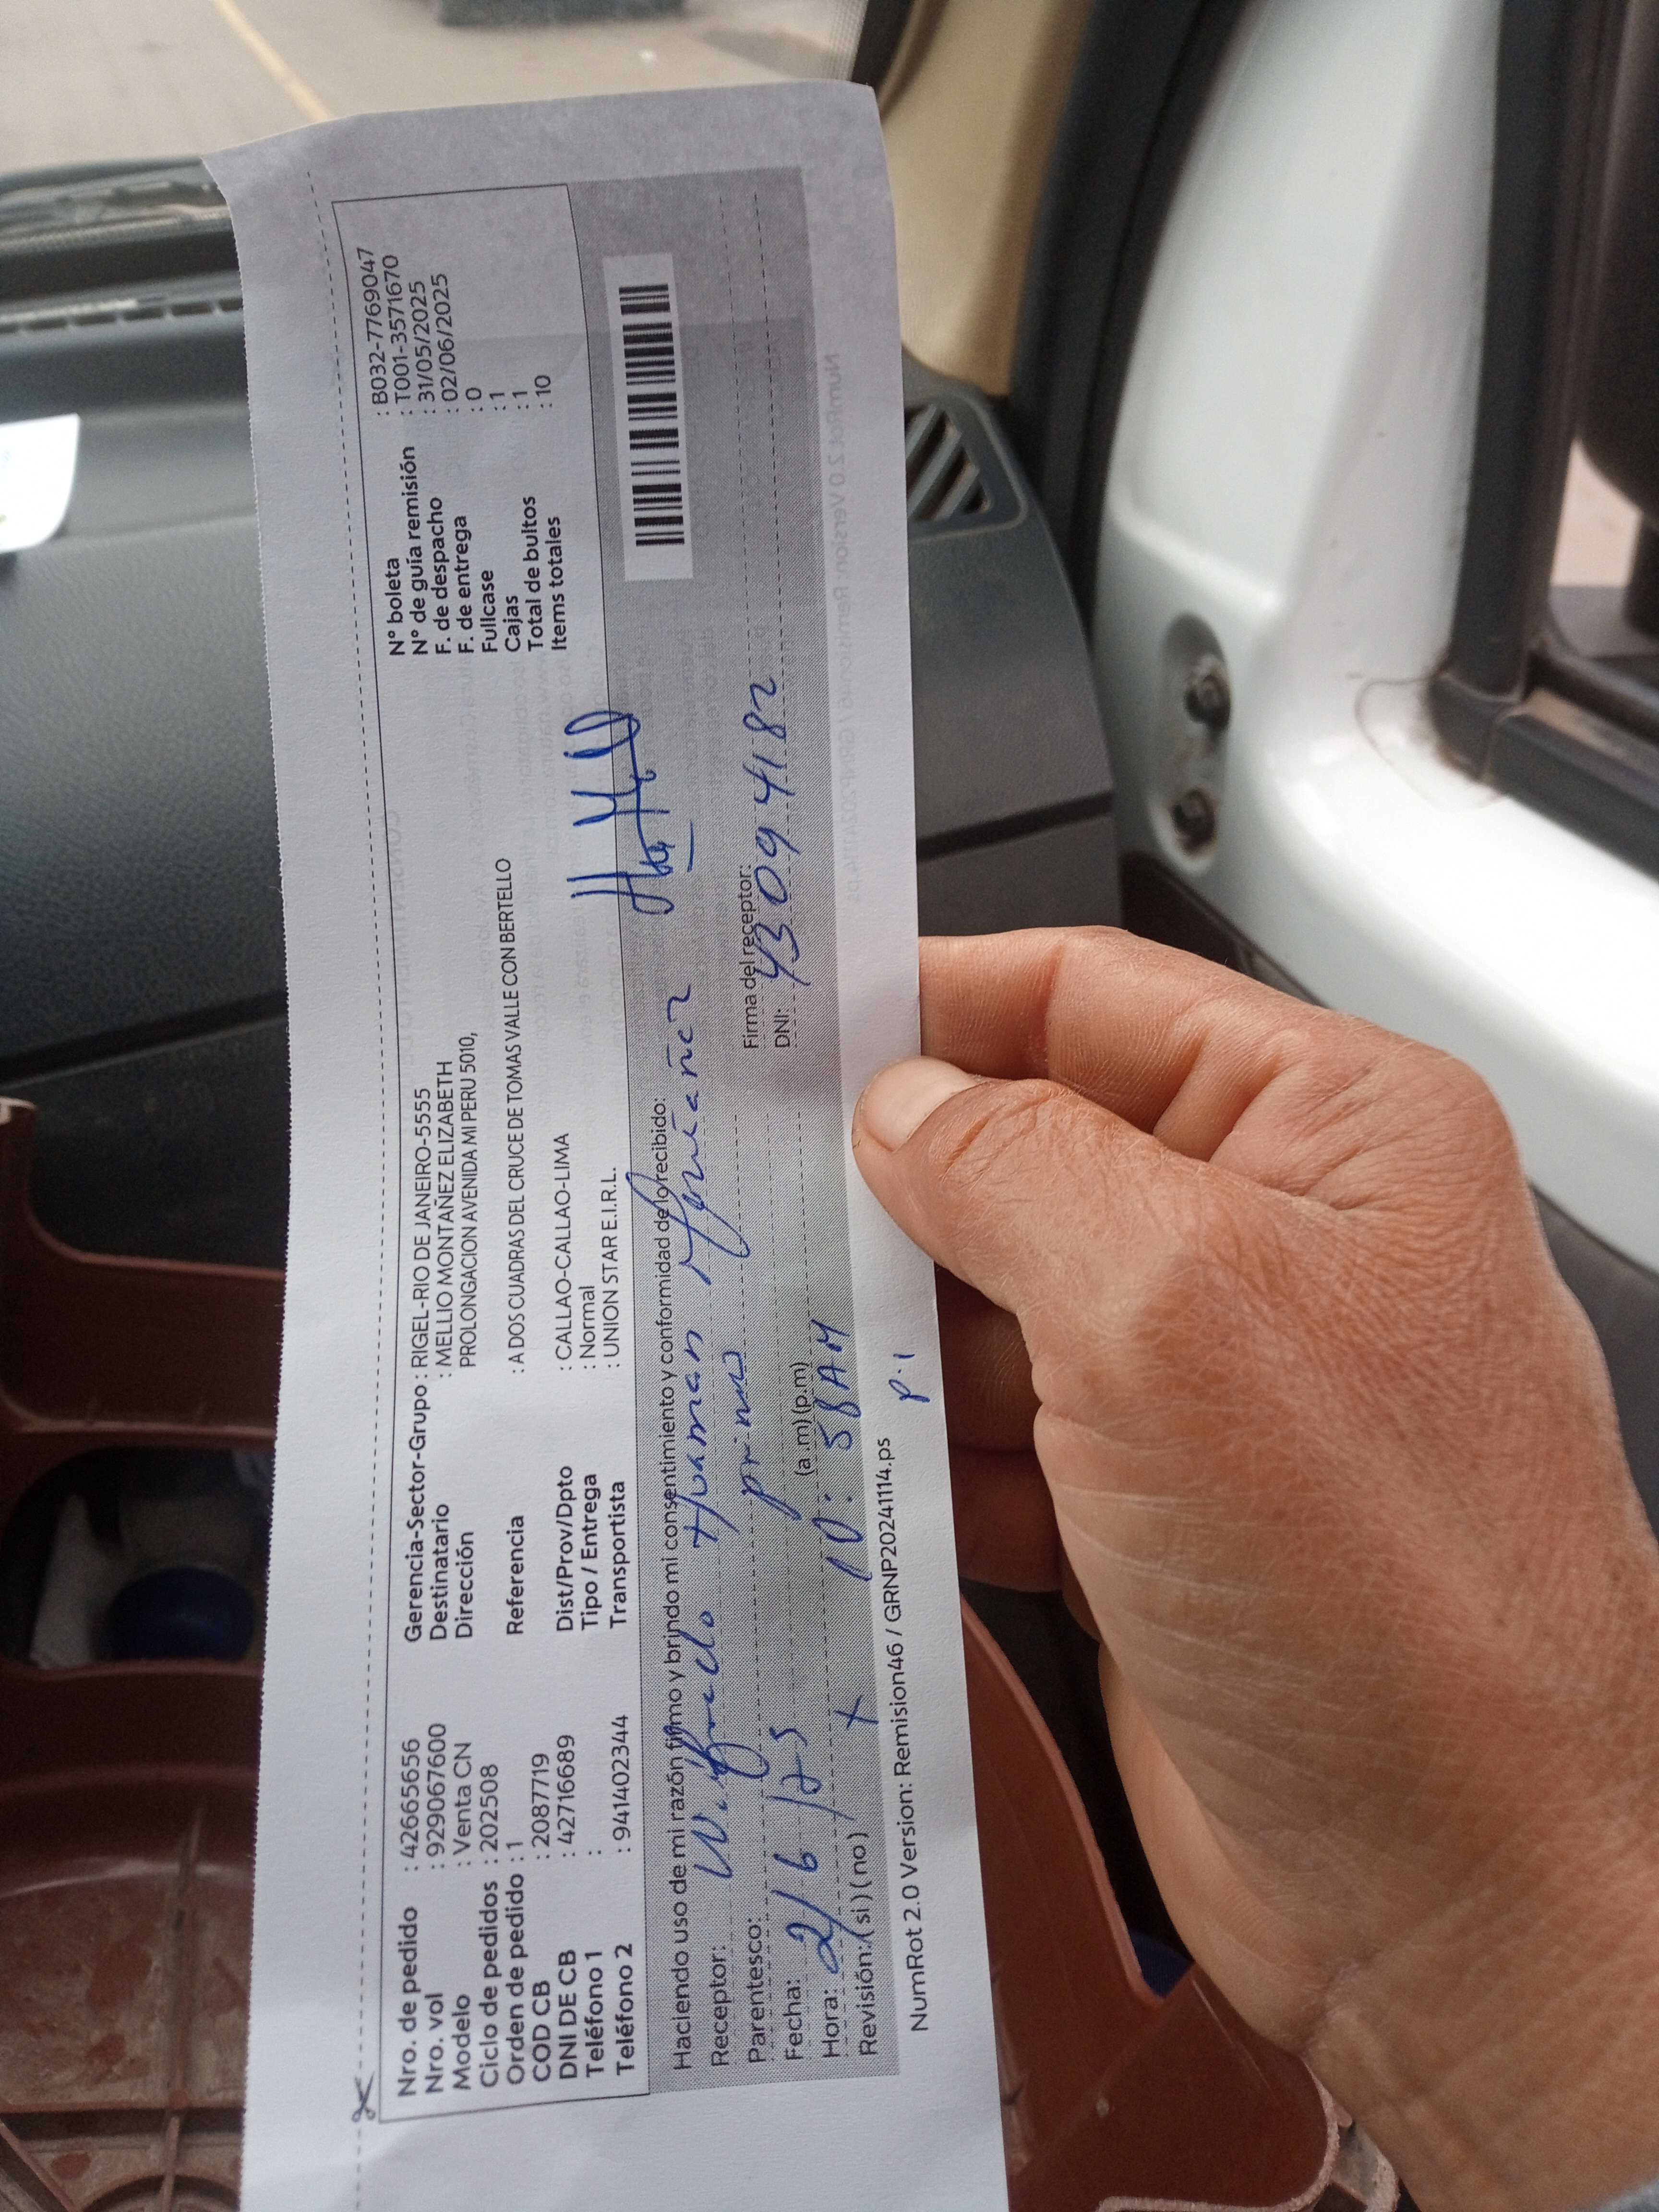 Nro. de pedido : 42665656
Nro. vol : 929067600
Modelo : Venta CN
Ciclo de pedidos : 202508
Orden de pedido : 1
COD CB : 2087719
DNI DE CB : 42716689
Teléfono 1 :
Teléfono 2 : 941402344
Gerencia-Sector-Grupo : RIGEL-RIO DE JANEIRO-5555
Destinatario : MELLIO MONTAÑEZ ELIZABETH
Dirección PROLONGACION AVENIDA MI PERU 5010,
Referencia : A DOS CUADRAS DEL CRUCE DE TOMAS VALLE CON BERTELLO
Dist/Prov/Dpto : CALLAO-CALLAO-LIMA
Tipo / Entrega : Normal
Transportista : UNION STAR E.I.R.L.
N° boleta : B032-7769047
N° de guía remisión : T001-3571670
F. de despacho : 31/05/2025
F. de entrega : 02/06/2025
Fullcase : 0
Cajas : 1
Total de bultos : 1
Items totales : 10
Haciendo uso de mi razón firmo y brindo mi consentimiento y conformidad de lo recibido:
Receptor: Wilfredo Huaman Montañez
Parentesco: primo
Fecha: 2/6/25
Hora: (a.m) (p.m) 10:58 AM
Revisión: ( si ) ( no ) X
Firma del receptor:
DNI: 43094182
P.1
NumRot 2.0 Version: Remision46 / GRNP20241114.ps